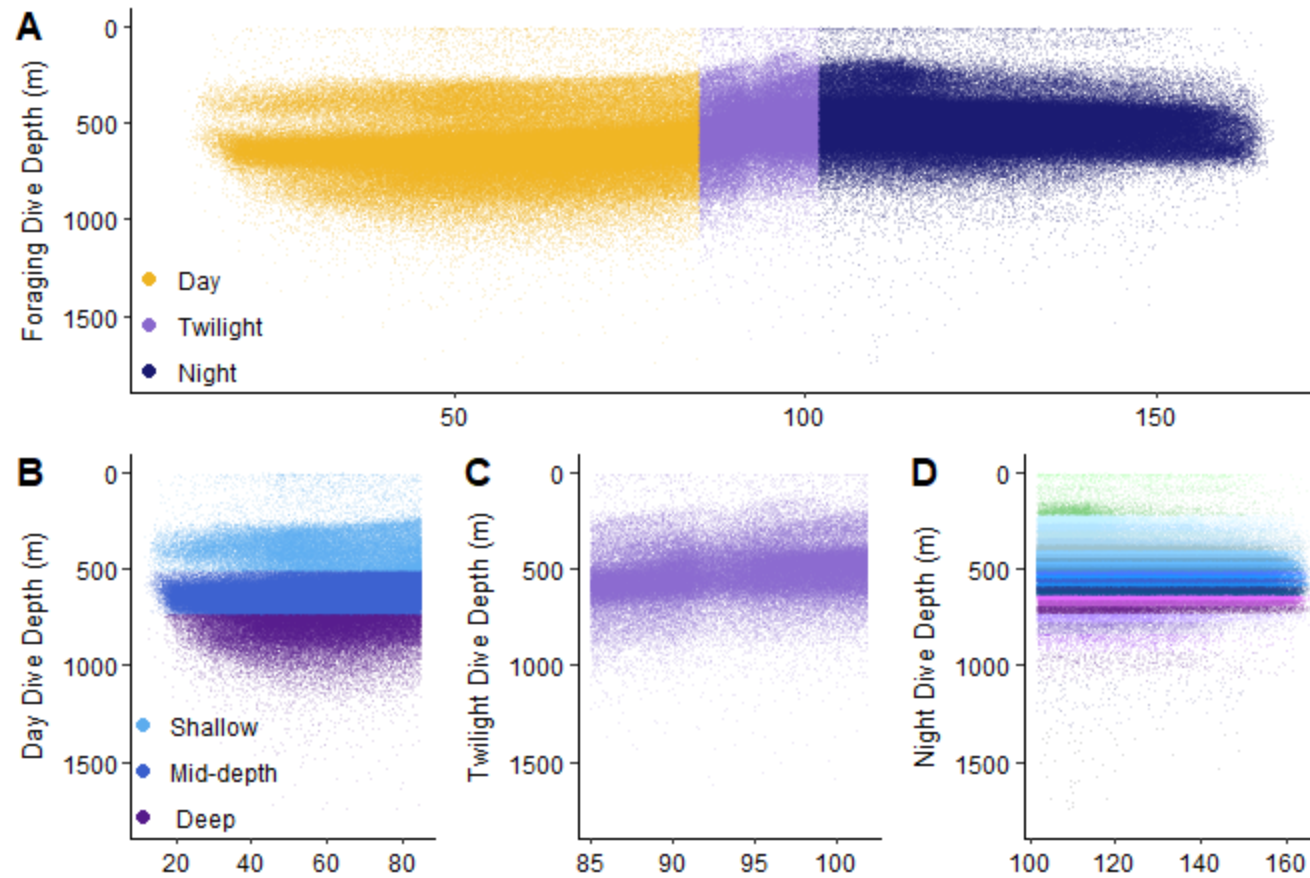 A
Foraging Dive Depth (m)
0
500
1000
1500
Day
Twilight
Night
50
100
150
B
Day Dive Depth (m)
0
500
1000
1500
Shallow
Mid-depth
Deep
20
40
60
80
C
Twilight Dive Depth (m)
0
500
1000
1500
85
90
95
100
D
Night Dive Depth (m)
0
500
1000
1500
100
120
140
160